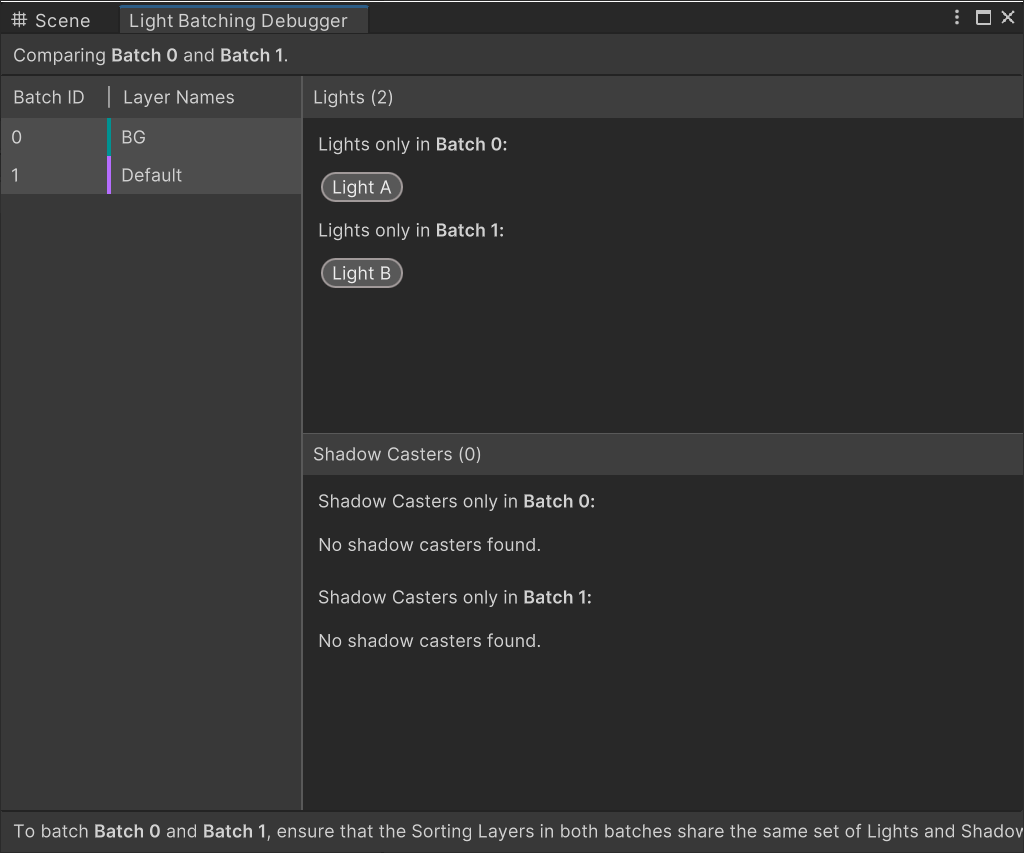 Scene Light Batching Debugger
Comparing Batch 0 and Batch 1.
Batch ID Layer Names Lights (2)
0 BG
1 Default
Lights only in Batch 0:
Light A
Lights only in Batch 1:
Light B
Shadow Casters (0)
Shadow Casters only in Batch 0:
No shadow casters found.
Shadow Casters only in Batch 1:
No shadow casters found.
To batch Batch 0 and Batch 1, ensure that the Sorting Layers in both batches share the same set of Lights and